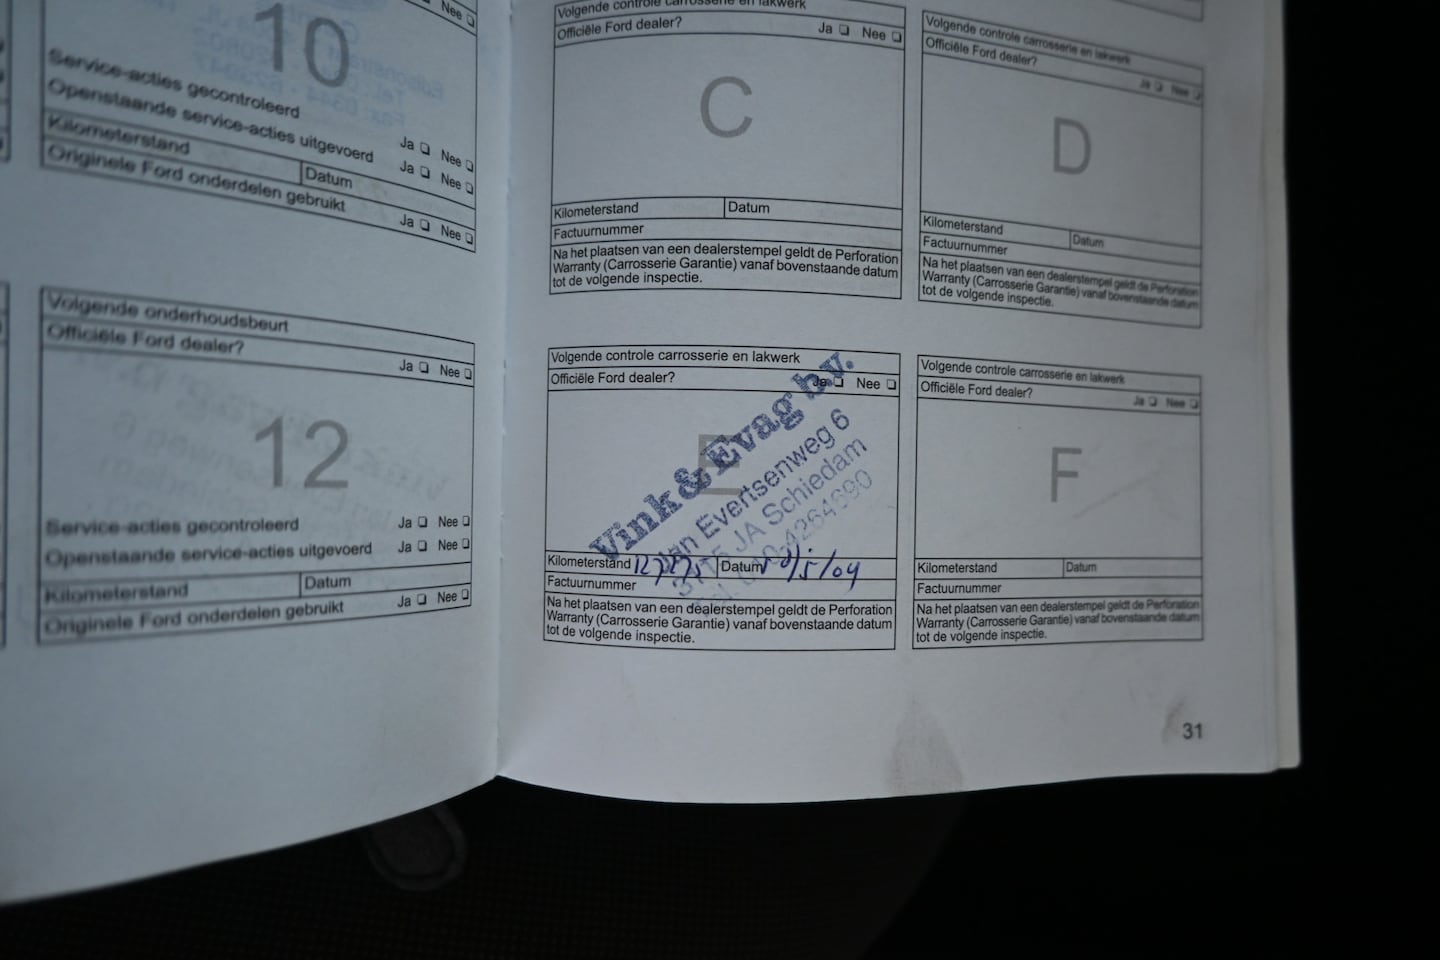 Nee ❑
10
Service-acties gecontroleerd
Ja ❑ Nee ❑
Openstaande service-acties uitgevoerd
Ja ❑ Nee ❑
Kilometerstand Datum
Originele Ford onderdelen gebruikt
Ja ❑ Nee ❑
Volgende onderhoudsbeurt
Officiële Ford dealer?
Ja ❑ Nee ❑
12
Service-acties gecontroleerd Ja ❑ Nee ❑
Openstaande service-acties uitgevoerd Ja ❑ Nee ❑
Kilometerstand Datum
Originele Ford onderdelen gebruikt Ja ❑ Nee ❑
Volgende controle carrosserie en lakwerk
Officiële Ford dealer? Ja ❑ Nee ❑
C
Kilometerstand Datum
Factuurnummer
Na het plaatsen van een dealerstempel geldt de Perforation
Warranty (Carrosserie Garantie) vanaf bovenstaande datum
tot de volgende inspectie.
Volgende controle carrosserie en lakwerk
Officiële Ford dealer?
Ja ❑ Nee ❑
D
Kilometerstand Datum
Factuurnummer
Na het plaatsen van een dealerstempel geldt de Perforation
Warranty (Carrosserie Garantie) vanaf bovenstaande datum
tot de volgende inspectie.
Volgende controle carrosserie en lakwerk
Officiële Ford dealer? Ja ❑ Nee ❑
E
Vink & Evag b.v.
Jan Evertsenweg 6
3115 JA Schiedam
Kilometerstand Datum
Factuurnummer
Na het plaatsen van een dealerstempel geldt de Perforation
Warranty (Carrosserie Garantie) vanaf bovenstaande datum
tot de volgende inspectie.
Volgende controle carrosserie en lakwerk
Officiële Ford dealer?
Ja ❑ Nee ❑
F
Kilometerstand Datum
Factuurnummer
Na het plaatsen van een dealerstempel geldt de Perforation
Warranty (Carrosserie Garantie) vanaf bovenstaande datum
tot de volgende inspectie.
31